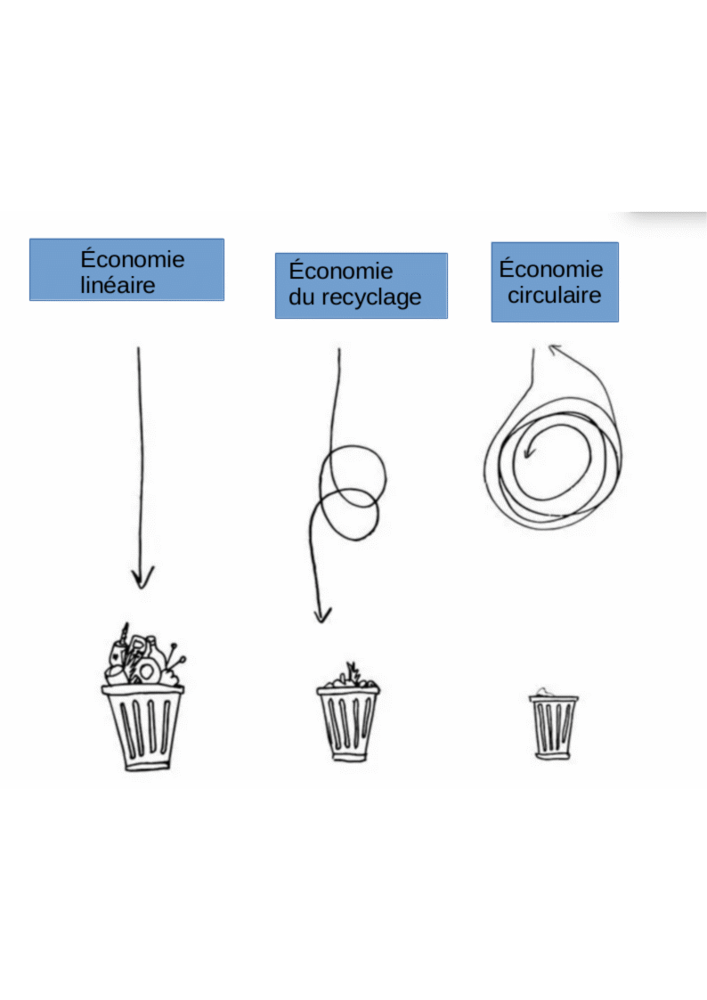 Économie
linéaire
Économie
du recyclage
Économie
circulaire